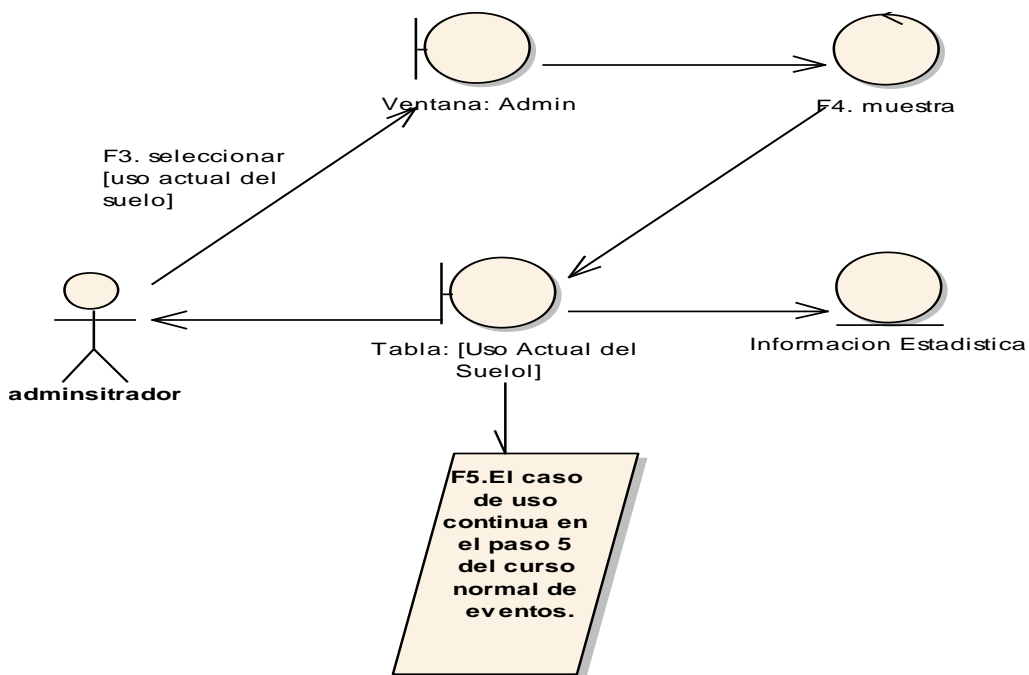 Ventana: Admin
F4. muestra
F3. seleccionar
[uso actual del
suelo]
adminsitrador
Tabla: [Uso Actual del
Suelol]
Informacion Estadistica
F5.El caso
de uso
continua en
el paso 5
del curso
normal de
eventos.